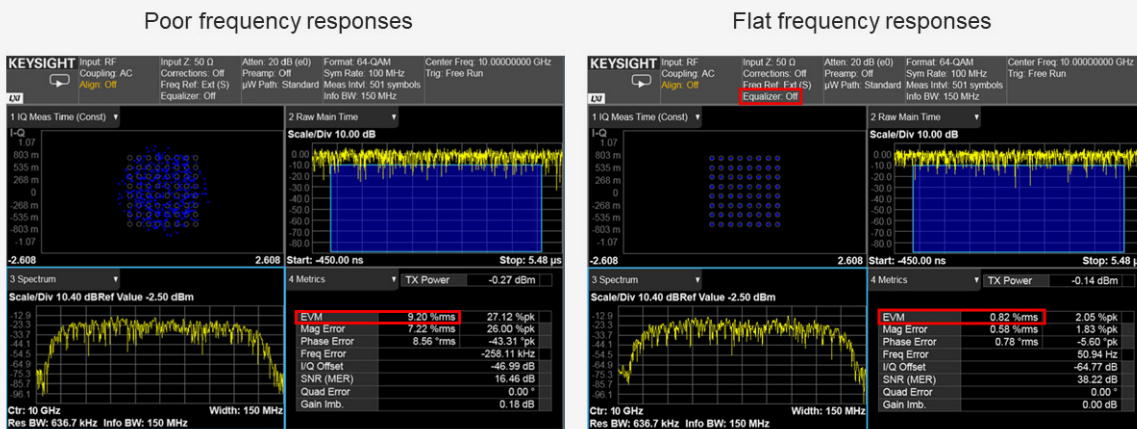 Poor frequency responses
Flat frequency responses
KEYSIGHT Input: RF Input Z: 50 Ω Atten: 20 dB (e0) Format: 64-QAM Center Freq: 10.00000000 GHz
Coupling: AC Corrections: Off Preamp: Off Sym Rate: 100 MHz Trig: Free Run
Align: Off Freq Ref: Ext (S) µW Path: Standard Meas Intvl: 501 symbols
LXI Equalizer: Off Info BW: 150 MHz
1 IQ Meas Time (Const)
I-Q
1.07
803 m
535 m
268 m
0
-268 m
-535 m
-803 m
-1.07
-2.608 2.608
2 Raw Main Time
Scale/Div 10.00 dB
0.00
-10.0
-20.0
-30.0
-40.0
-50.0
-60.0
-70.0
-80.0
Start: -450.00 ns Stop: 5.48 µs
3 Spectrum
Scale/Div 10.40 dB Ref Value -2.50 dBm
-12.9
-23.3
-33.7
-44.1
-54.5
-64.9
-75.3
-85.7
-96.1
Ctr: 10 GHz Width: 150 MHz
Res BW: 636.7 kHz Info BW: 150 MHz
4 Metrics TX Power -0.27 dBm
EVM 9.20 %rms 27.12 %pk
Mag Error 7.22 %rms 26.00 %pk
Phase Error 8.56 °rms -43.31 °pk
Freq Error -258.11 kHz
I/Q Offset -46.99 dB
SNR (MER) 16.46 dB
Quad Error 0.00 °
Gain Imb. 0.18 dB
KEYSIGHT Input: RF Input Z: 50 Ω Atten: 20 dB (e0) Format: 64-QAM Center Freq: 10.00000000 GHz
Coupling: AC Corrections: Off Preamp: Off Sym Rate: 100 MHz Trig: Free Run
Align: Off Freq Ref: Ext (S) µW Path: Standard Meas Intvl: 501 symbols
LXI Equalizer: Off Info BW: 150 MHz
1 IQ Meas Time (Const)
I-Q
1.07
803 m
535 m
268 m
0
-268 m
-535 m
-803 m
-1.07
-2.608 2.608
2 Raw Main Time
Scale/Div 10.00 dB
0.00
-10.0
-20.0
-30.0
-40.0
-50.0
-60.0
-70.0
-80.0
Start: -450.00 ns Stop: 5.48 µ
3 Spectrum
Scale/Div 10.40 dB Ref Value -2.50 dBm
-12.9
-23.3
-33.7
-44.1
-54.5
-64.9
-75.3
-85.7
-96.1
Ctr: 10 GHz Width: 150 MHz
Res BW: 636.7 kHz Info BW: 150 MHz
4 Metrics TX Power -0.14 dBm
EVM 0.82 %rms 2.05 %pk
Mag Error 0.58 %rms 1.83 %pk
Phase Error 0.78 °rms -5.60 °pk
Freq Error 50.94 Hz
I/Q Offset -64.77 dB
SNR (MER) 38.22 dB
Quad Error 0.00 °
Gain Imb. 0.00 dB